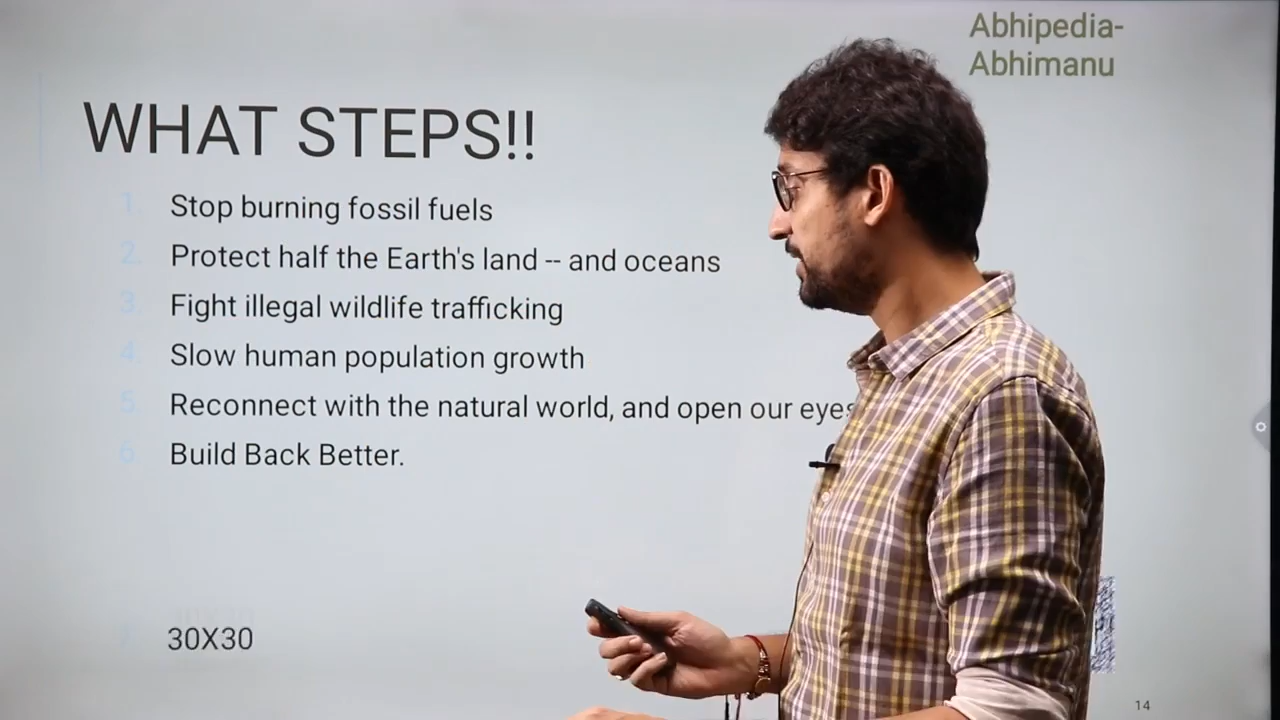 Abhipedia-
Abhimanu
WHAT STEPS!!
1. Stop burning fossil fuels
2. Protect half the Earth's land -- and oceans
3. Fight illegal wildlife trafficking
4. Slow human population growth
5. Reconnect with the natural world, and open our eyes
6. Build Back Better.
30X30
14